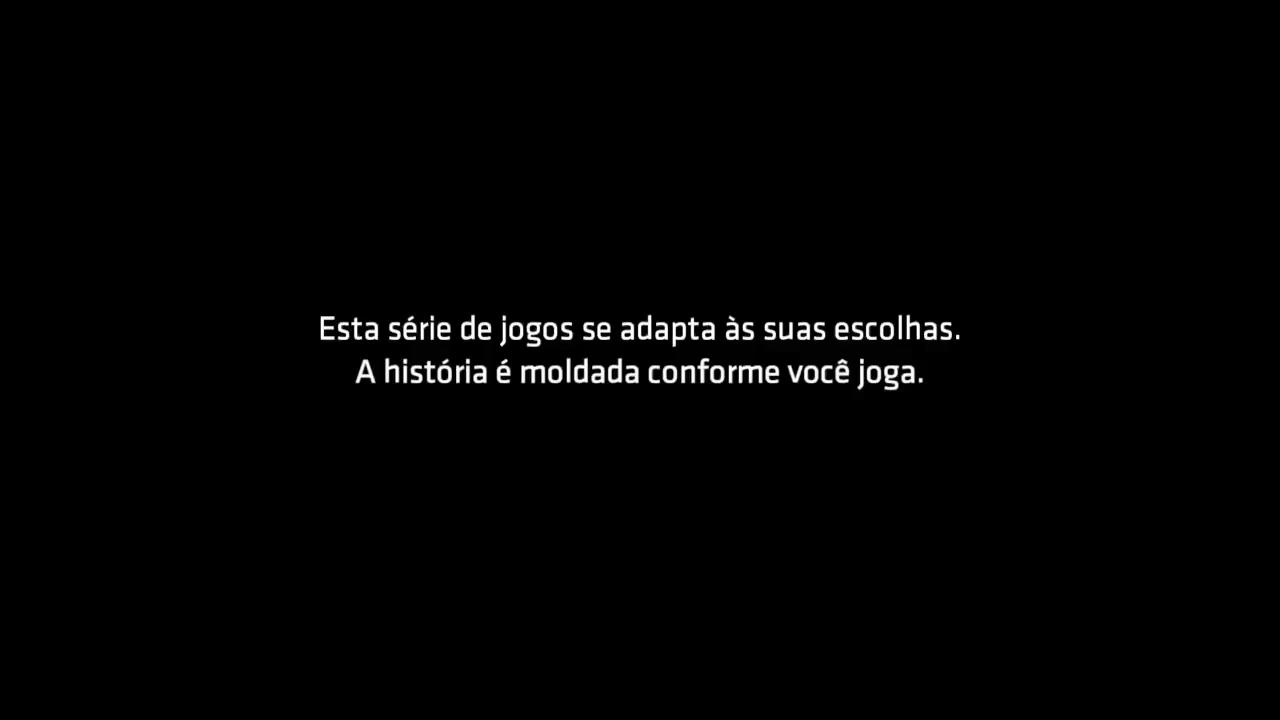 Esta série de jogos se adapta às suas escolhas.
A história é moldada conforme você joga.